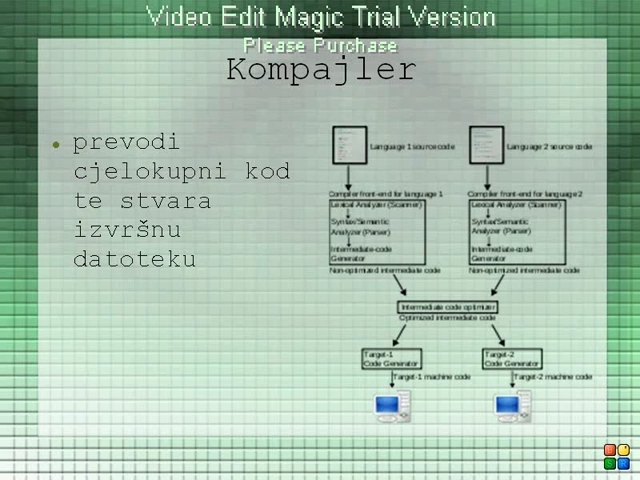 Video Edit Magic Trial Version
Please Purchase
Kompajler
prevodi
cjelokupni kod
te stvara
izvršnu
datoteku
Language 1 source code
Language 2 source code
Compiler front-end for language 1
Compiler front-end for language 2
Lexical Analyzer (Scanner)
Lexical Analyzer (Scanner)
Syntax/Semantic
Analyzer (Parser)
Syntax/Semantic
Analyzer (Parser)
Intermediate-code
Generator
Intermediate-code
Generator
Non-optimized intermediate code
Non-optimized intermediate code
Intermediate code optimizer
Optimized intermediate code
Target-1
Code Generator
Target-2
Code Generator
Target-1 machine code
Target-2 machine code